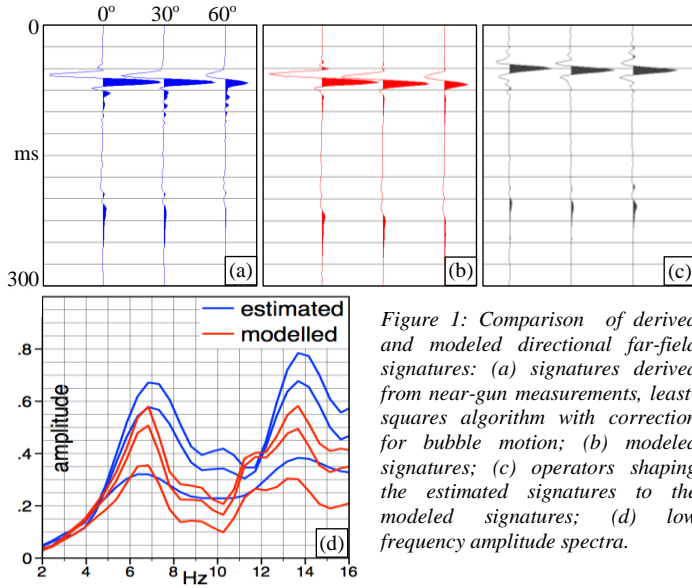 0
0º 30º 60º
ms
300
(a)
(b)
(c)
amplitude
.8
.6
.4
.2
0
estimated
modelled
(d)
2 4 6 8 10 12 14 16
Hz
Figure 1: Comparison of derived
and modeled directional far-field
signatures: (a) signatures derived
from near-gun measurements, least-
squares algorithm with correction
for bubble motion; (b) modeled
signatures; (c) operators shaping
the estimated signatures to the
modeled signatures; (d) low
frequency amplitude spectra.